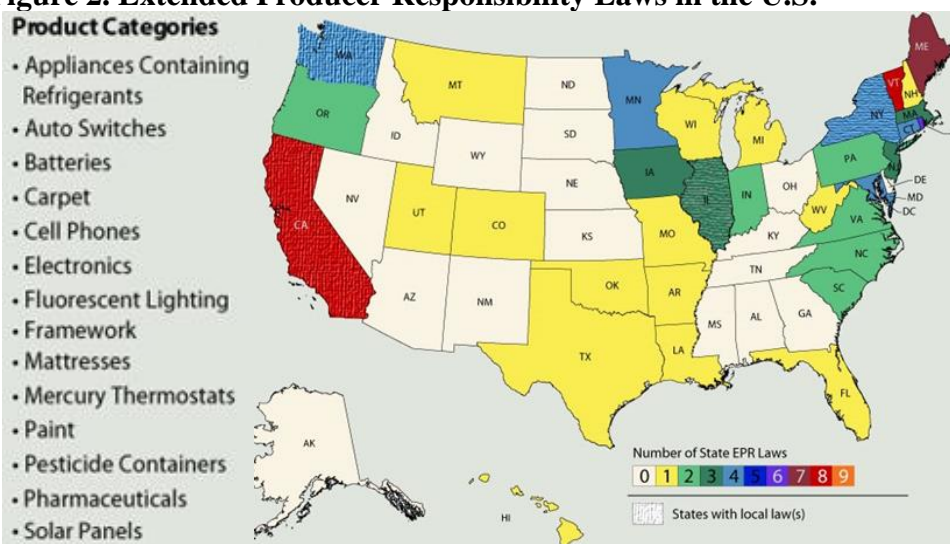 Figure 2. Extended Producer Responsibility Laws in the U.S.
Product Categories
• Appliances Containing
Refrigerants
• Auto Switches
• Batteries
• Carpet
• Cell Phones
• Electronics
• Fluorescent Lighting
• Framework
• Mattresses
• Mercury Thermostats
• Paint
• Pesticide Containers
• Pharmaceuticals
• Solar Panels
WA
MT
ND
MN
ME
VT
NH
OR
ID
SD
WI
NY
MA
CT
WY
MI
IA
PA
NJ
NE
OH
IN
IL
DE
MD
DC
NV
UT
CO
WV
VA
CA
KS
MO
KY
NC
TN
SC
AZ
NM
OK
AR
MS
AL
GA
TX
LA
FL
AK
HI
Number of State EPR Laws
0 1 2 3 4 5 6 7 8 9
States with local law(s)